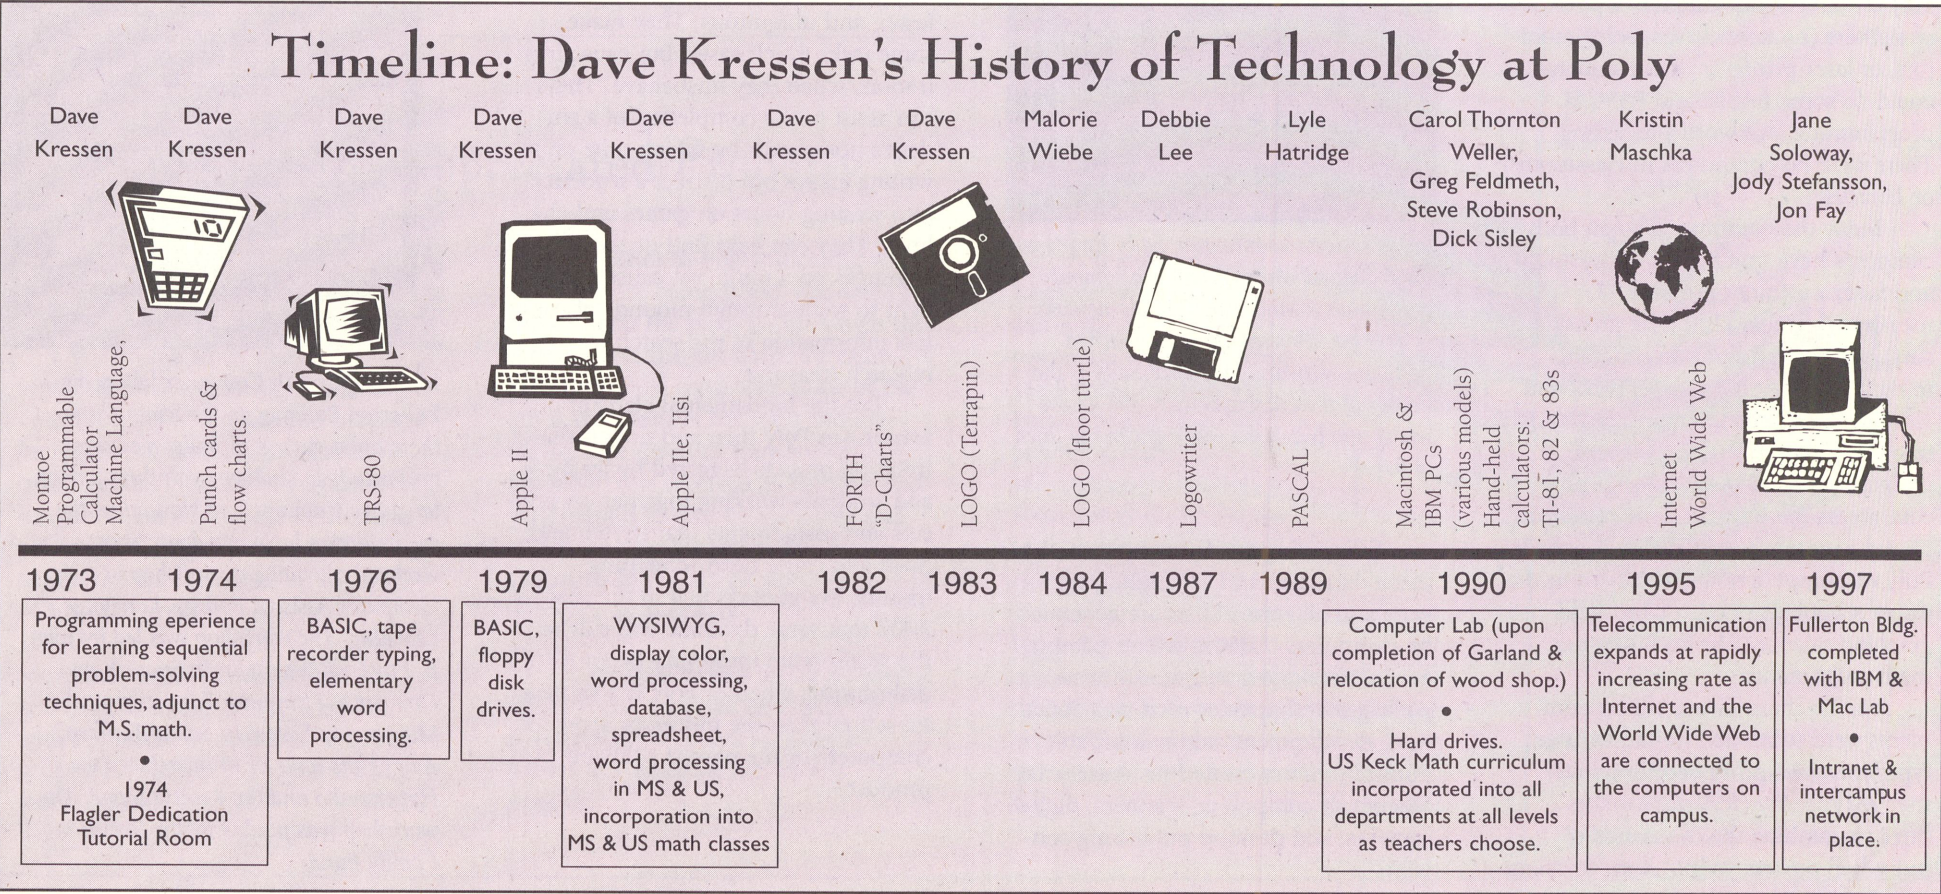 Timeline: Dave Kressen's History of Technology at Poly
Dave
Kressen
Dave
Kressen
Dave
Kressen
Dave
Kressen
Dave
Kressen
Dave
Kressen
Dave
Kressen
Malorie
Wiebe
Debbie
Lee
Lyle
Hatridge
Carol Thornton
Weller,
Greg Feldmeth,
Steve Robinson,
Dick Sisley
Kristin
Maschka
Jane
Soloway,
Jody Stefansson,
Jon Fay
10
Monroe
Programmable
Calculator
Machine Language,
Punch cards &
flow charts.
TRS-80
Apple II
Apple IIe, IIsi
FORTH
“D-Charts”
LOGO (Terrapin)
LOGO (floor turtle)
Logowriter
PASCAL
Macintosh &
IBM PCs
(various models)
Hand-held
calculators:
TI-81, 82 & 83s
Internet
World Wide Web
1973
1974
1976
1979
1981
1982
1983
1984
1987
1989
1990
1995
1997
Programming eperience
for learning sequential
problem-solving
techniques, adjunct to
M.S. math.
•
1974
Flagler Dedication
Tutorial Room
BASIC, tape
recorder typing,
elementary
word
processing.
BASIC,
floppy
disk
drives.
WYSIWYG,
display color,
word processing,
database,
spreadsheet,
word processing
in MS & US,
incorporation into
MS & US math classes
Computer Lab (upon
completion of Garland &
relocation of wood shop.)
•
Hard drives.
US Keck Math curriculum
incorporated into all
departments at all levels
as teachers choose.
Telecommunication
expands at rapidly
increasing rate as
Internet and the
World Wide Web
are connected to
the computers on
campus.
Fullerton Bldg.
completed
with IBM &
Mac Lab
•
Intranet &
intercampus
network in
place.